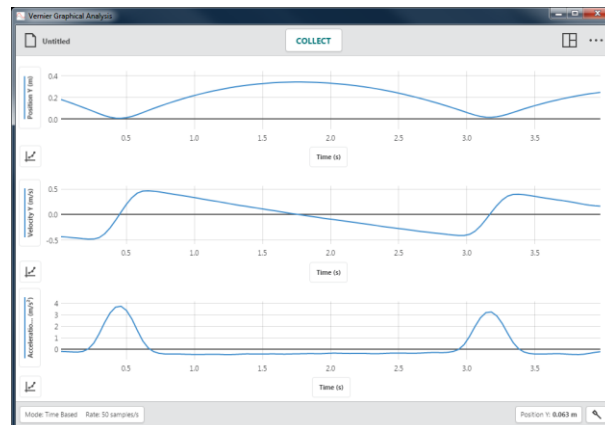 Vernier Graphical Analysis
Untitled
COLLECT
Position Y (m)
0.4
0.2
0.0
0.5 1.0 1.5 2.0 2.5 3.0 3.5
Time (s)
Velocity Y (m/s)
0.5
0.0
-0.5
0.5 1.0 1.5 2.0 2.5 3.0 3.5
Time (s)
Acceleratio... (m/s²)
4
3
2
1
0
0.5 1.0 1.5 2.0 2.5 3.0 3.5
Time (s)
Mode: Time Based Rate: 50 samples/s
Position Y: 0.063 m